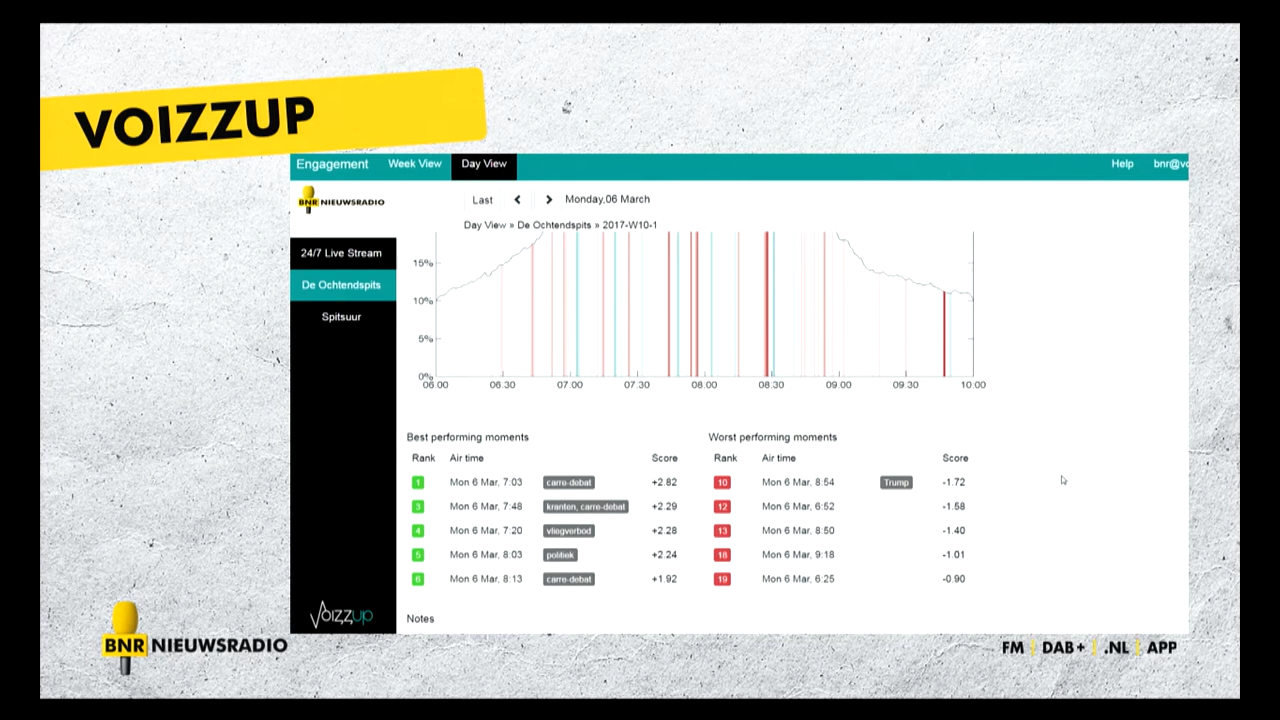 VOIZZUP
Engagement Week View Day View Help bnr@vo
BNR NIEUWSRADIO
Last Monday,06 March
Day View » De Ochtendspits » 2017-W10-1
24/7 Live Stream
De Ochtendspits
Spitsuur
15%
10%
5%
0%
06:00 06:30 07:00 07:30 08:00 08:30 09:00 09:30 10:00
Best performing moments
Rank Air time Score
1 Mon 6 Mar, 7:03 carre-debat +2.82
3 Mon 6 Mar, 7:48 kranten, carre-debat +2.29
4 Mon 6 Mar, 7:20 vliegverbod +2.28
5 Mon 6 Mar, 8:03 politiek +2.24
6 Mon 6 Mar, 8:13 carre-debat +1.92
Worst performing moments
Rank Air time Score
10 Mon 6 Mar, 8:54 Trump -1.72
12 Mon 6 Mar, 6:52 -1.58
13 Mon 6 Mar, 8:50 -1.40
18 Mon 6 Mar, 9:18 -1.01
19 Mon 6 Mar, 6:25 -0.90
Notes
Voizzup
BNR NIEUWSRADIO
FM | DAB+ | .NL | APP